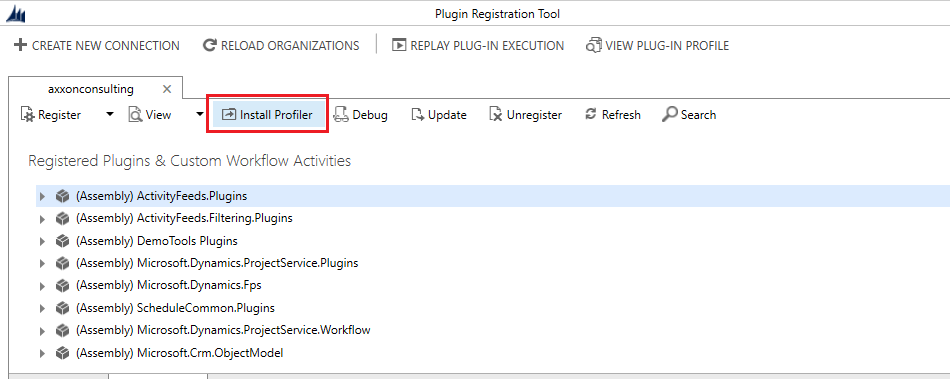 Plugin Registration Tool
CREATE NEW CONNECTION RELOAD ORGANIZATIONS REPLAY PLUG-IN EXECUTION VIEW PLUG-IN PROFILE
axxonconsulting
Register View Install Profiler Debug Update Unregister Refresh Search
Registered Plugins & Custom Workflow Activities
(Assembly) ActivityFeeds.Plugins
(Assembly) ActivityFeeds.Filtering.Plugins
(Assembly) DemoTools Plugins
(Assembly) Microsoft.Dynamics.ProjectService.Plugins
(Assembly) Microsoft.Dynamics.Fps
(Assembly) ScheduleCommon.Plugins
(Assembly) Microsoft.Dynamics.ProjectService.Workflow
(Assembly) Microsoft.Crm.ObjectModel